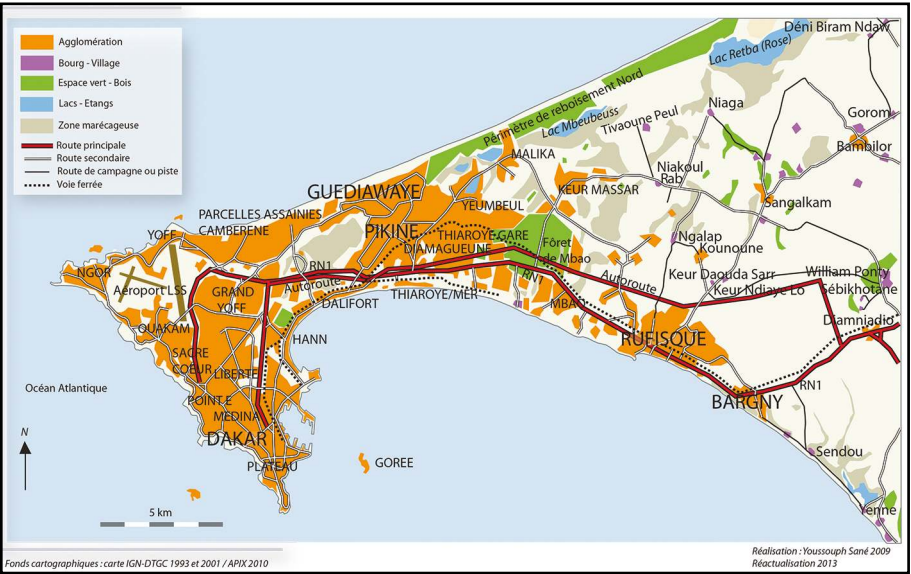 Agglomération
Bourg - Village
Espace vert - Bois
Lacs - Etangs
Zone marécageuse
Route principale
Route secondaire
Route de campagne ou piste
Voie ferrée
Déni Biram Ndaw
Lac Retba (Rose)
Périmètre de reboisement Nord
Lac Mbeubeuss
Tivaoune Peul
Niaga
Gorom
Bambilor
MALIKA
Niakoul
Rab
KEUR MASSAR
GUEDIAWAYE
YEUMBEUL
Sangalkam
PARCELLES ASSAINIES
CAMBERENE
YOFF
PIKINE
THIAROYE-GARE
DIAMAGUEUNE
Fôret
de Mbao
Ngalap
Kounoune
NGOR
Aéroport LSS
RN1
Autoroute
GRAND
YOFF
DALIFORT
THIAROYE/MER
RN1
MBAO
Autoroute
Keur Daouda Sarr
Keur Ndiaye Lo
William Ponty
Sébikhotane
Diamniadio
OUAKAM
HANN
RUFISQUE
SACRE
COEUR
LIBERTE
RN1
Océan Atlantique
POINT E
MEDINA
BARGNY
DAKAR
N
PLATEAU
GOREE
Sendou
Yenne
5 km
Réalisation : Youssouph Sané 2009
Réactualisation 2013
Fonds cartographiques : carte IGN-DTGC 1993 et 2001 / APIX 2010